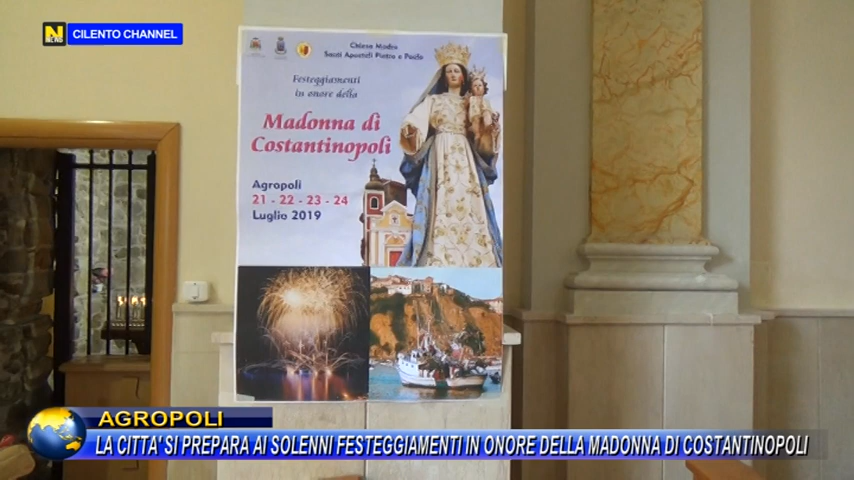 CILENTO CHANNEL
Chiesa Madre
Santi Apostoli Pietro e Paolo
Festeggiamenti
in onore della
Madonna di
Costantinopoli
Agropoli
21 - 22 - 23 - 24
Luglio 2019
AGROPOLI
LA CITTA' SI PREPARA AI SOLENNI FESTEGGIAMENTI IN ONORE DELLA MADONNA DI COSTANTINOPOLI